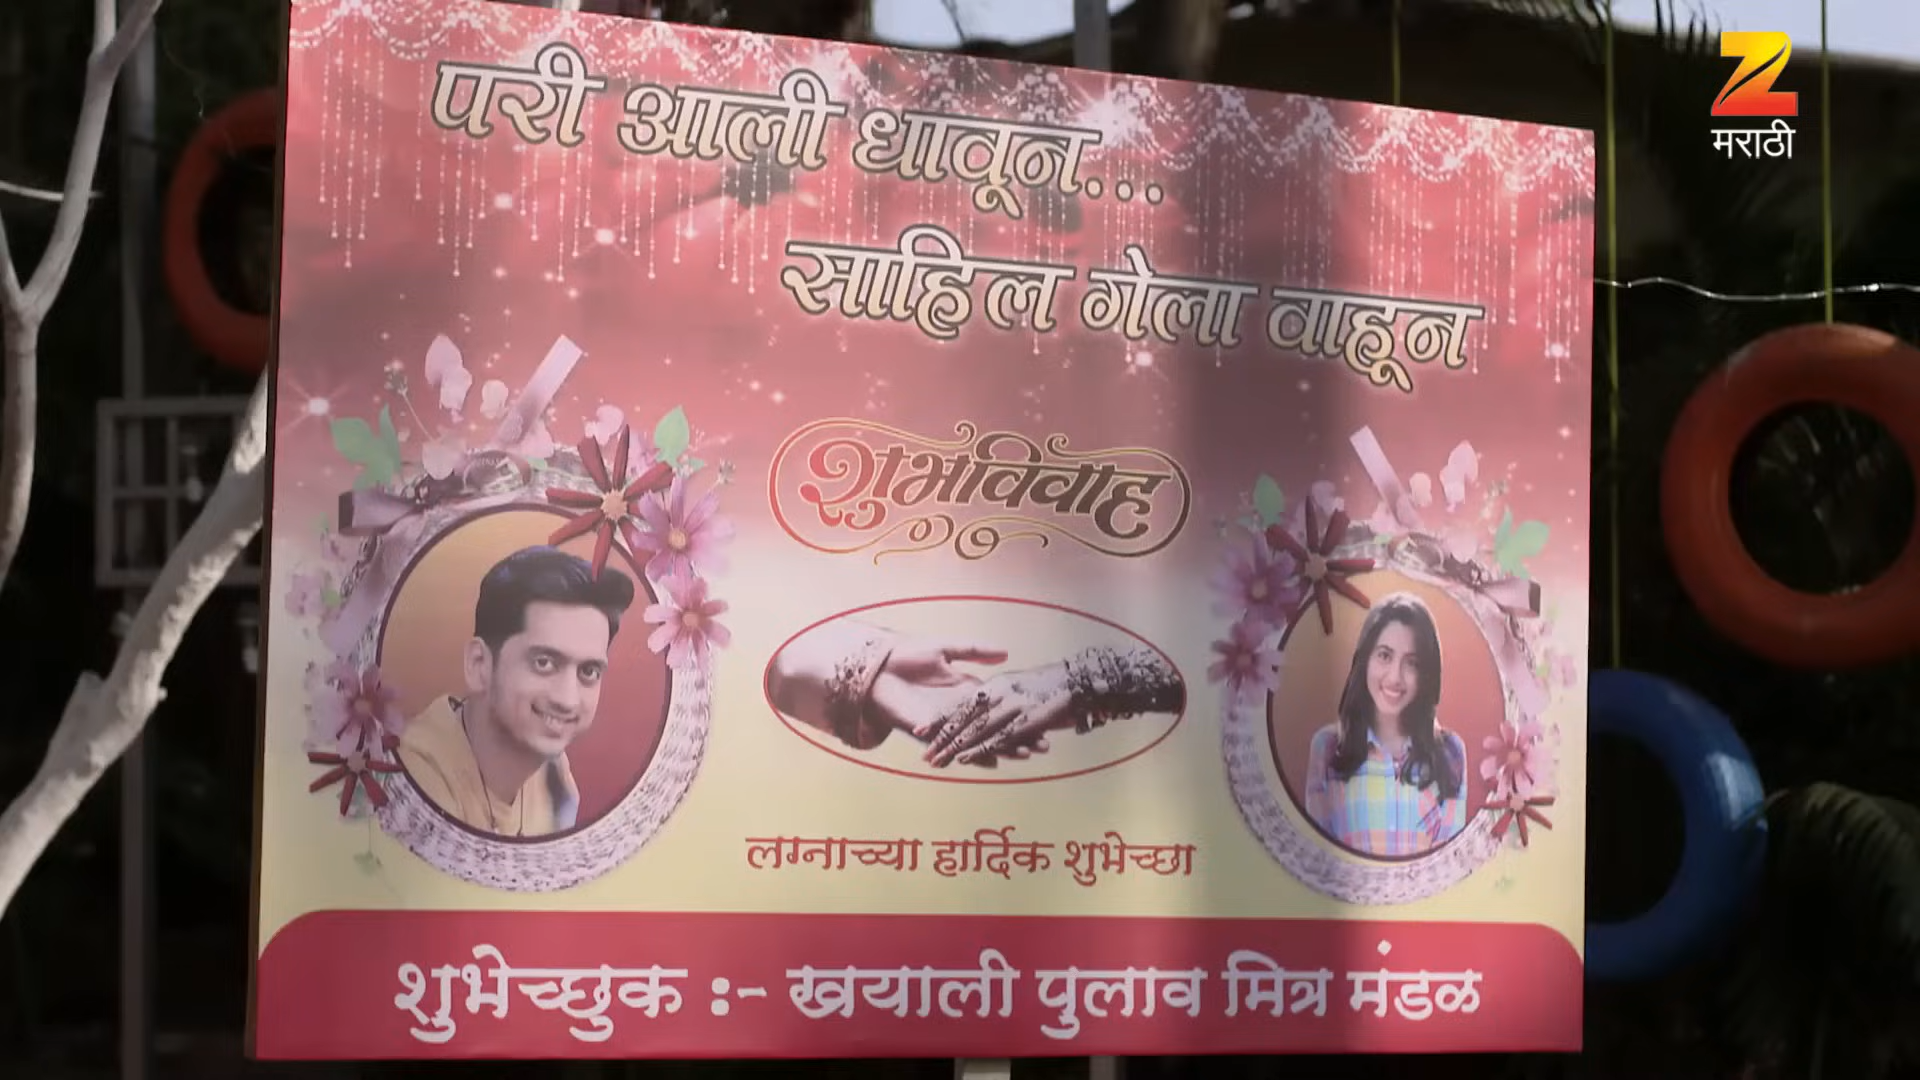 परी आली धावून...
साहिल गेला वाहून
शुभविवाह
लग्नाच्या हार्दिक शुभेच्छा
शुभेच्छुक :- खयाली पुलाव मित्र मंडळ
Z
मराठी